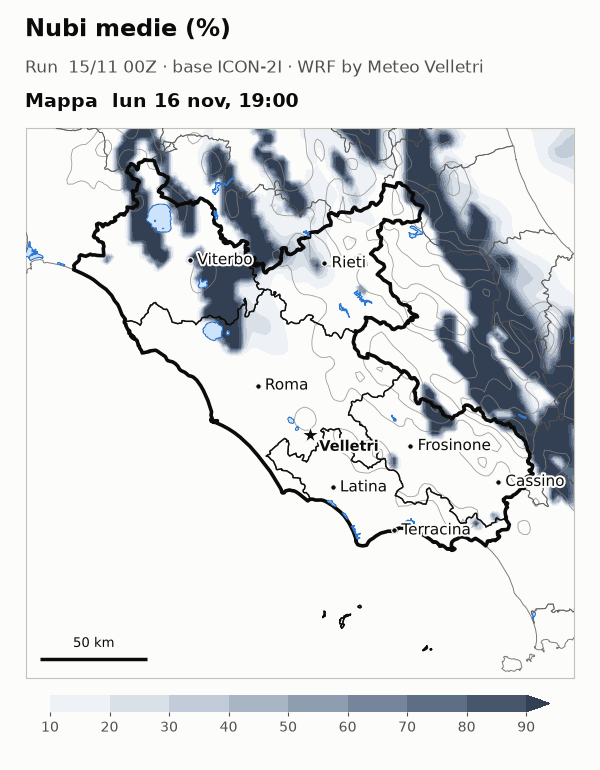 Nubi medie (%)
Run 15/11 00Z · base ICON-2I · WRF by Meteo Velletri
Mappa lun 16 nov, 19:00
Viterbo
Rieti
Roma
Velletri
Frosinone
Cassino
Latina
Terracina
50 km
10 20 30 40 50 60 70 80 90